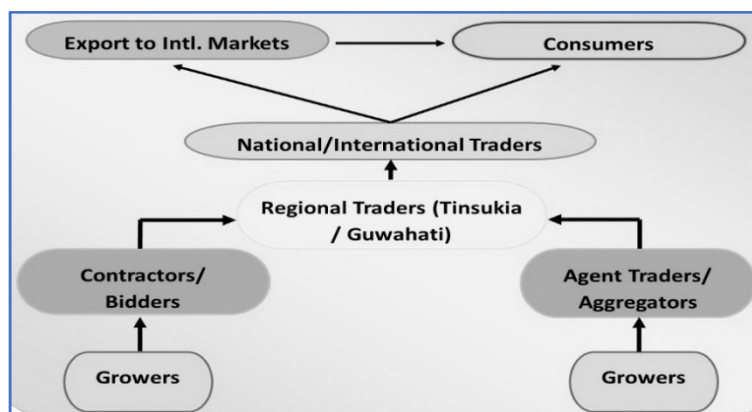 Export to Intl. Markets
Consumers
National/International Traders
Regional Traders (Tinsukia
/ Guwahati)
Contractors/
Bidders
Agent Traders/
Aggregators
Growers
Growers